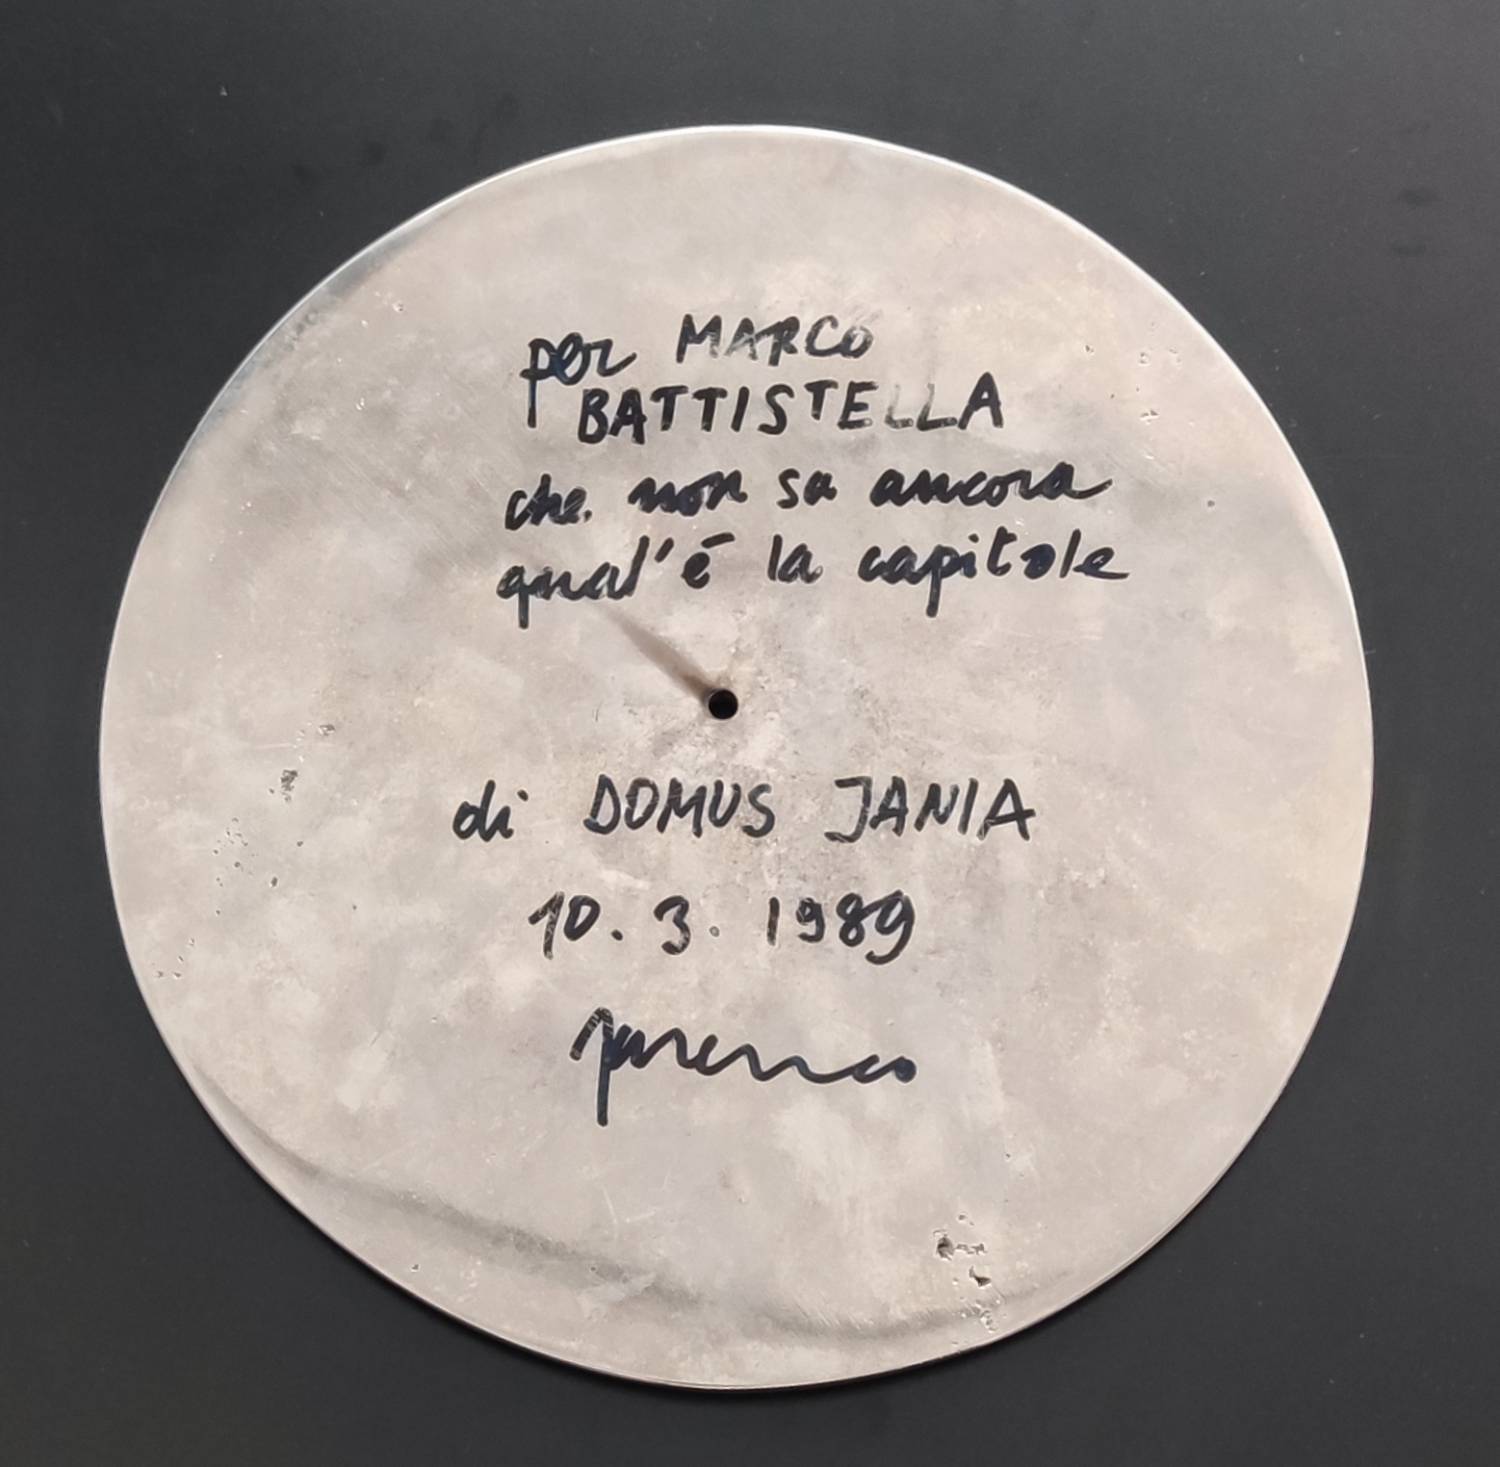 per MARCO
BATTISTELLA
che non sa ancora
qual'è la capitale
di DOMUS JANIA
10. 3. 1989